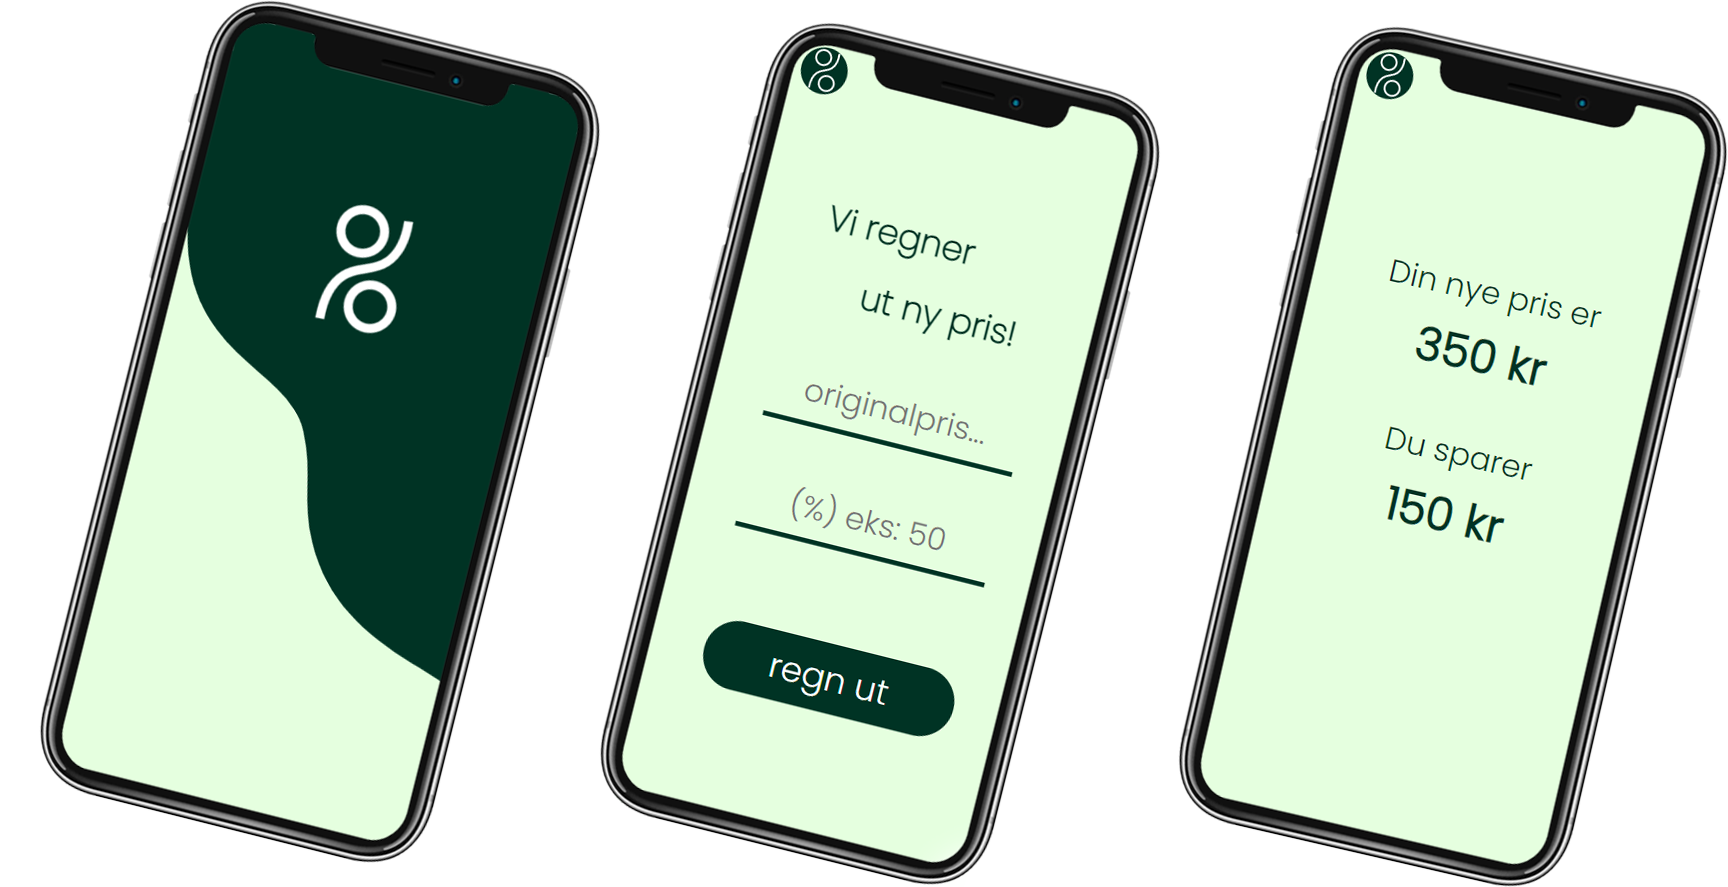 Vi regner
ut ny pris!
originalpris...
(%) eks: 50
regn ut
Din nye pris er
350 kr
Du sparer
150 kr